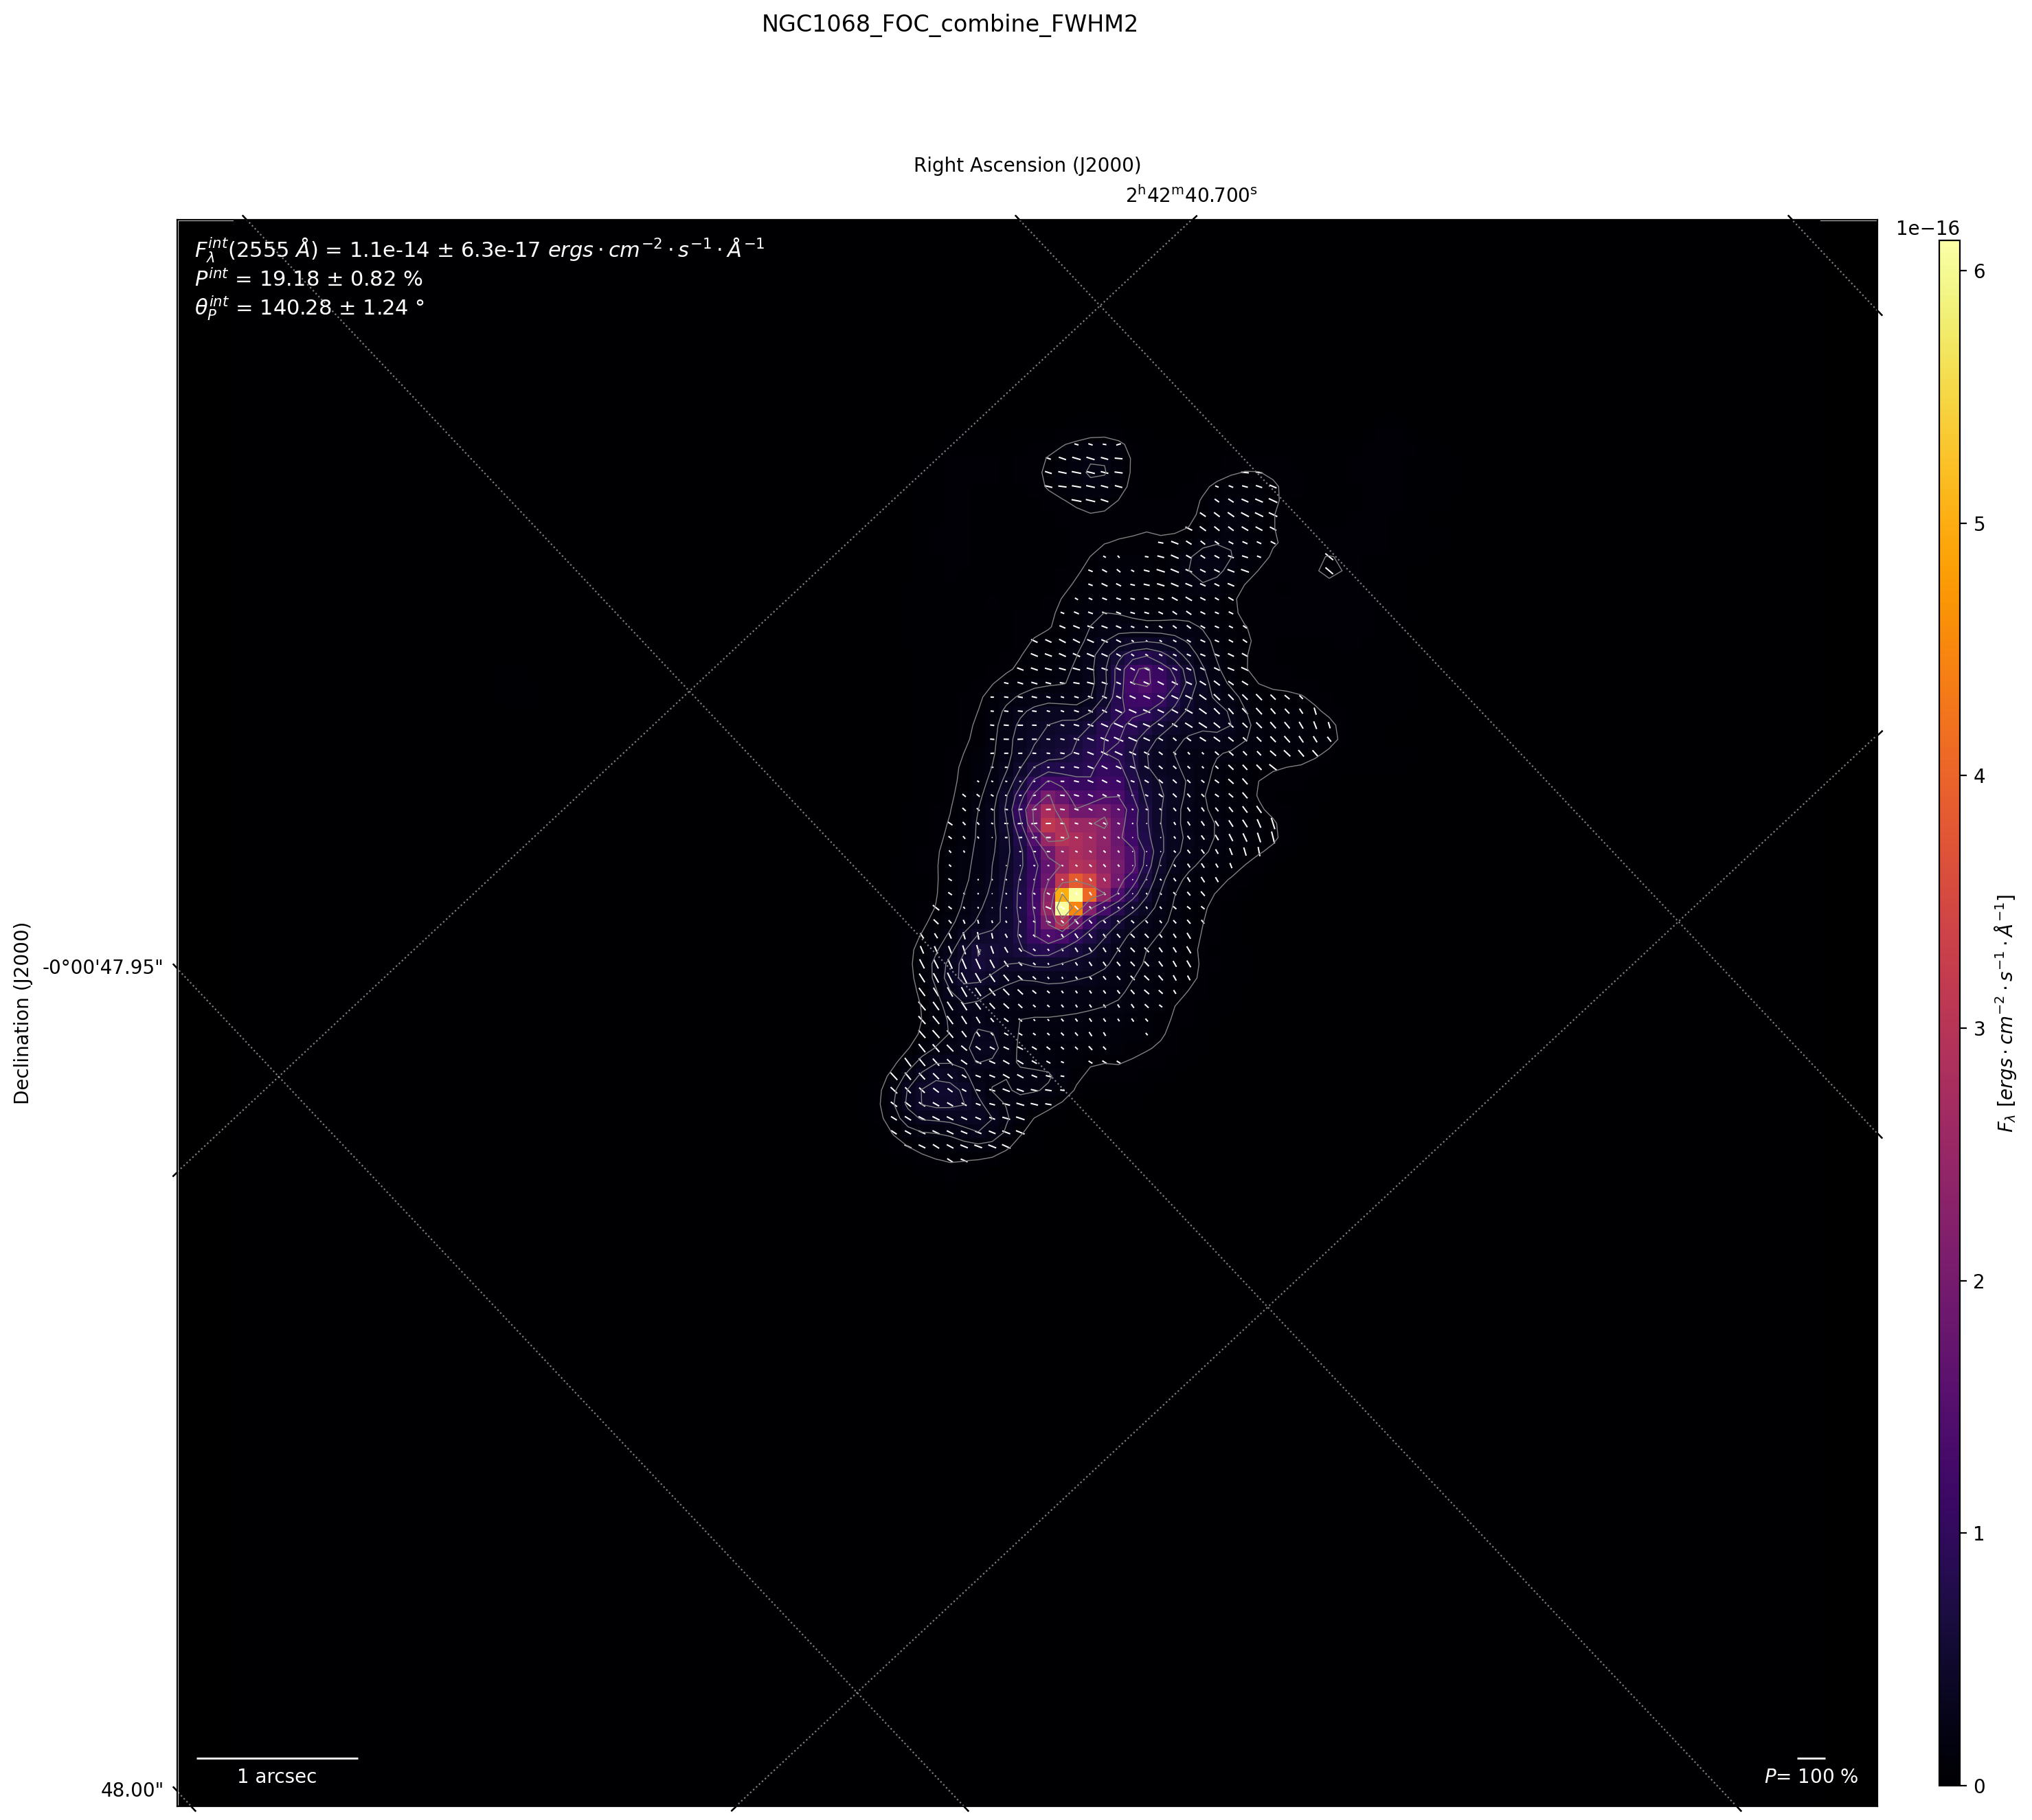 NGC1068_FOC_combine_FWHM2
Right Ascension (J2000)
2ʰ42ᵐ40.700ˢ
1e−16
F_λ^int(2555 Å) = 1.1e-14 ± 6.3e-17 ergs · cm⁻² · s⁻¹ · Å⁻¹
P^int = 19.18 ± 0.82 %
θ_P^int = 140.28 ± 1.24 °
6
5
4
3
2
1
0
F_λ [ergs · cm⁻² · s⁻¹ · Å⁻¹]
Declination (J2000)
-0°00'47.95"
48.00"
1 arcsec
P= 100 %